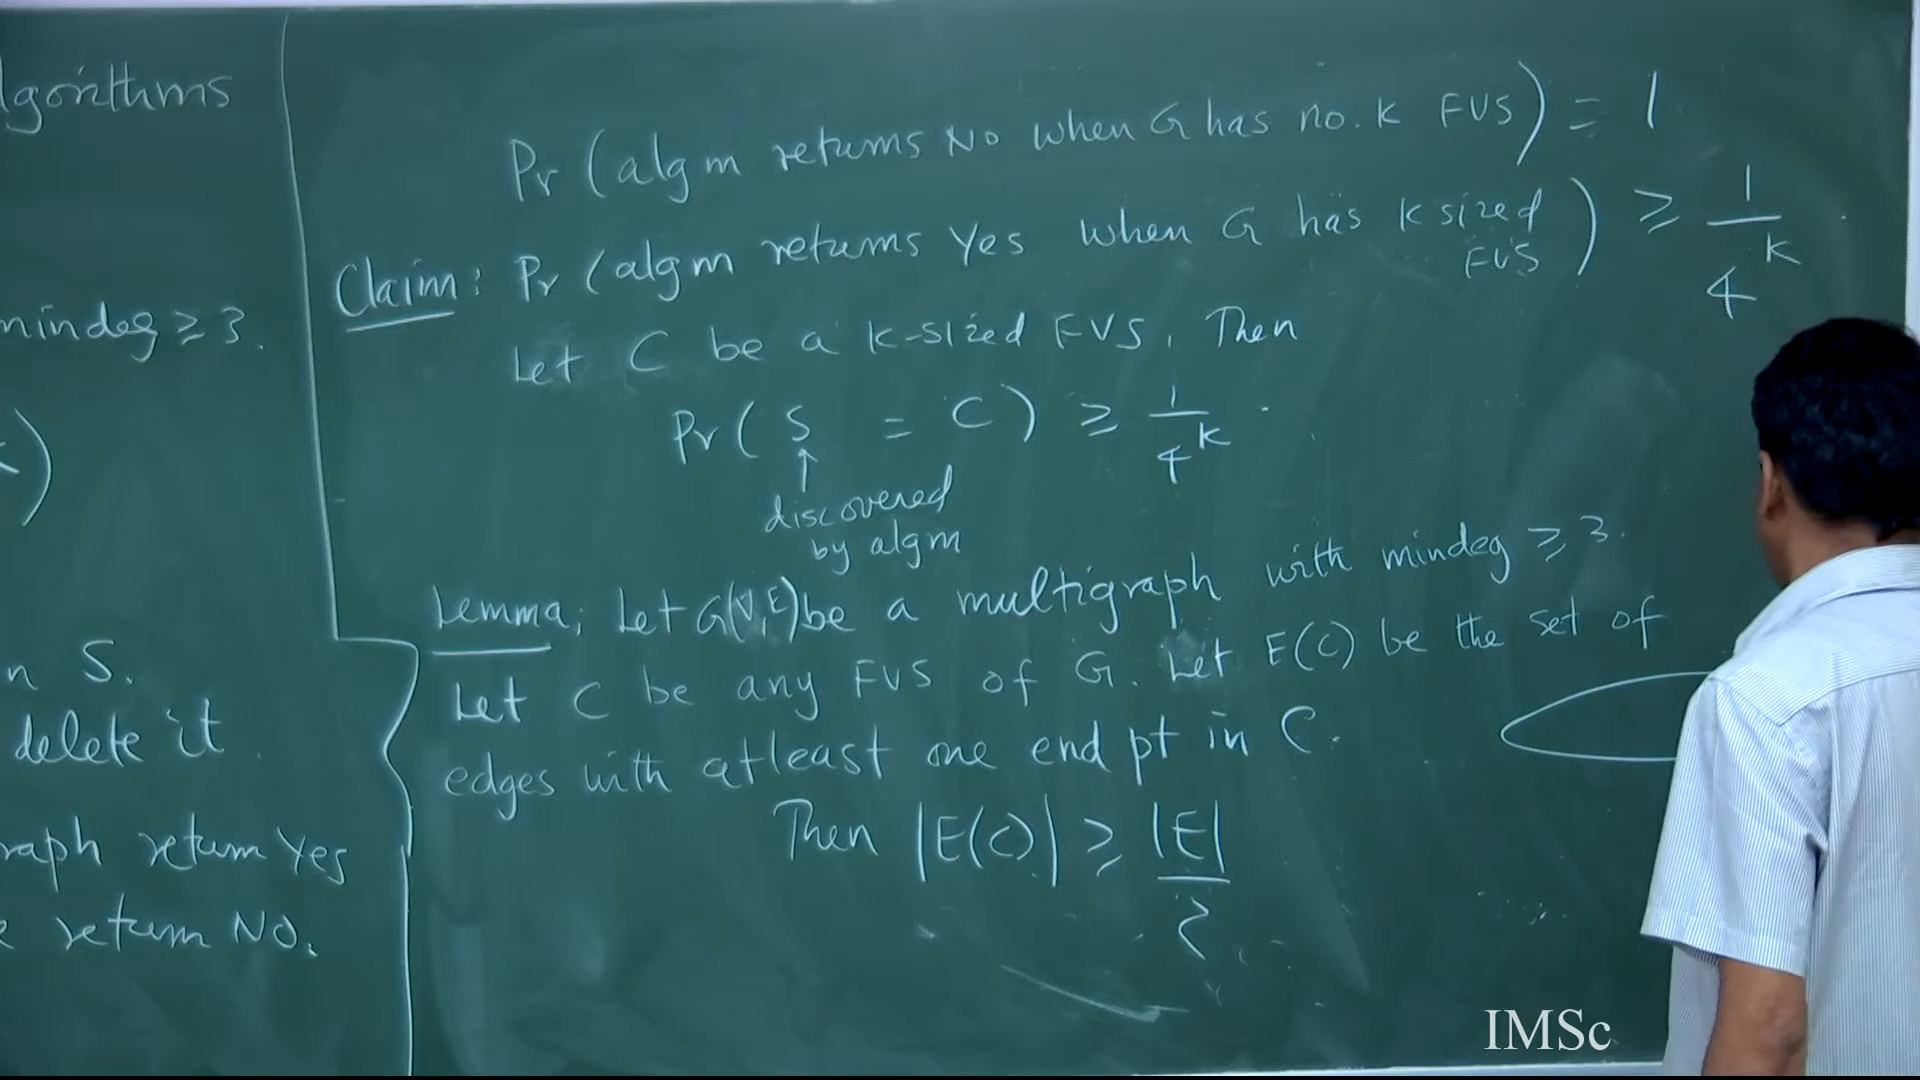 lgorithms
mindeg ≥ 3.
)
n S.
delete it.
raph return Yes
return NO.
Pr (algm returns No when G has no. k FVS) = 1
Claim: Pr (algm returns Yes when G has k sized FVS) ≥ 1/4^k
Let C be a k-sized FVS, Then
Pr ( S = C ) ≥ 1/4^k.
↑
discovered
by algm
Lemma; Let G(V,E) be a multigraph with mindeg ≥ 3.
Let C be any FVS of G. Let E(C) be the set of
edges with atleast one end pt in C.
Then |E(C)| ≥ |E|/2
IMSc